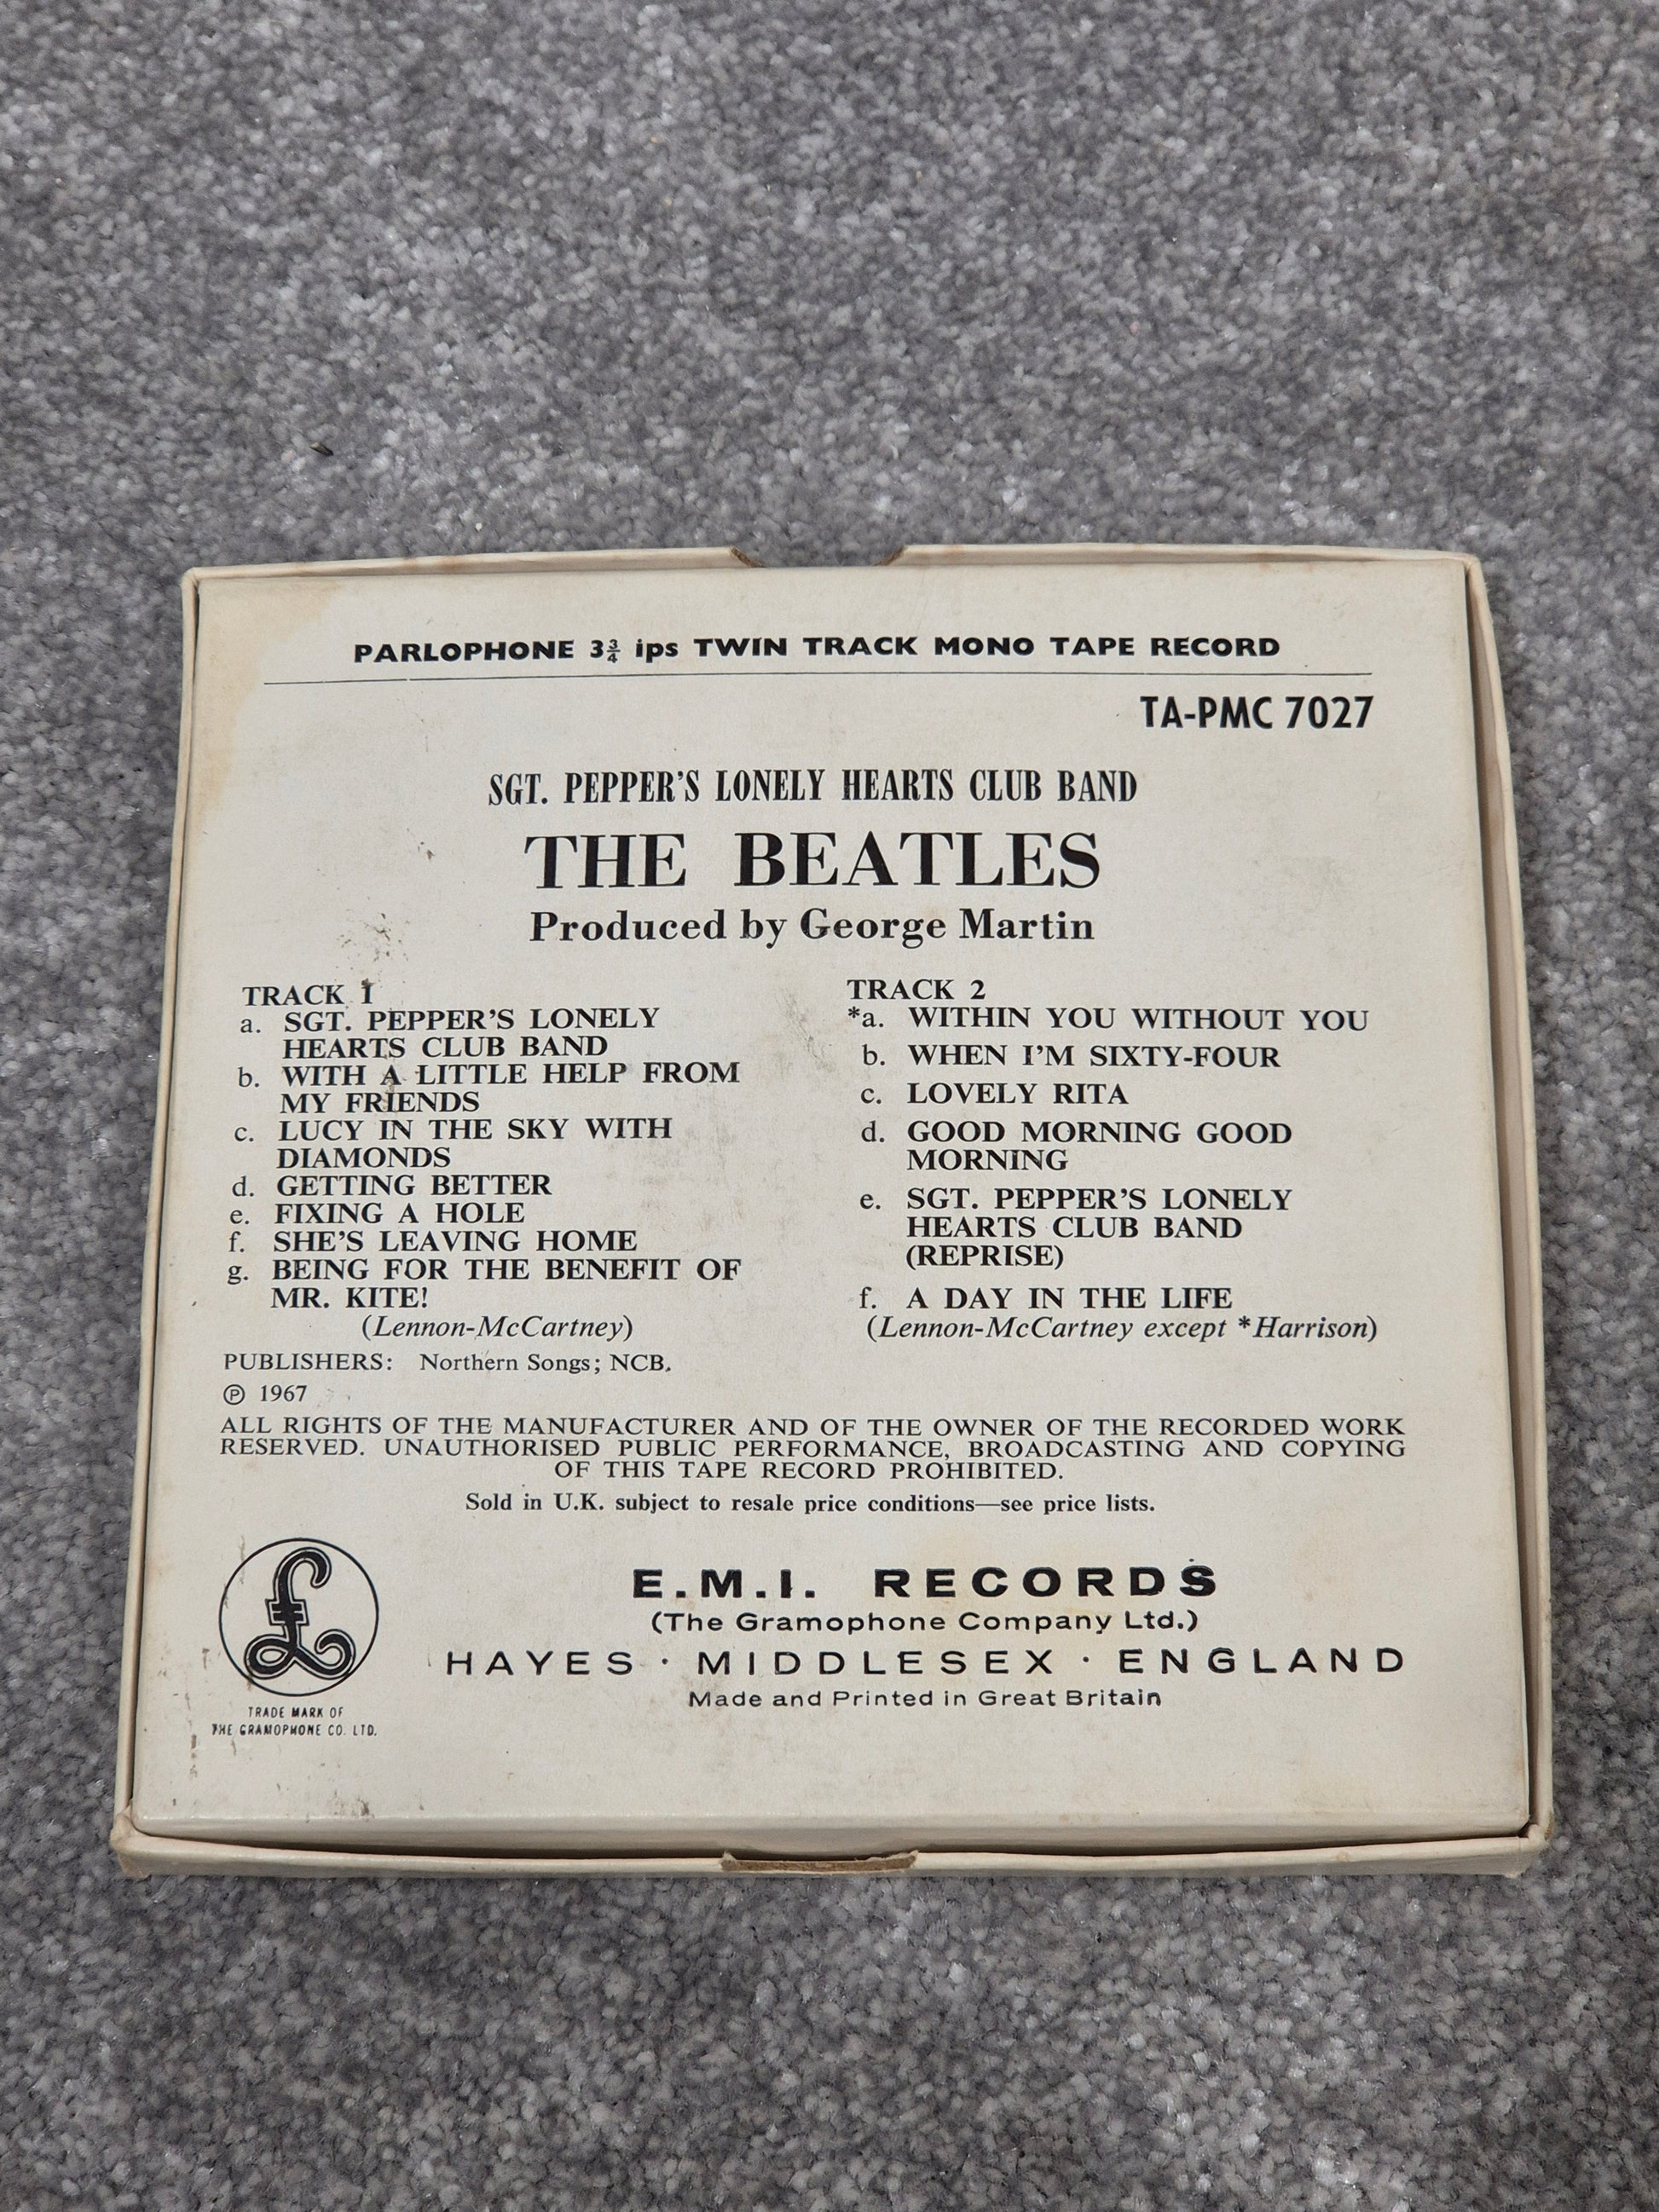 PARLOPHONE 3¾ ips TWIN TRACK MONO TAPE RECORD
TA-PMC 7027
SGT. PEPPER'S LONELY HEARTS CLUB BAND
THE BEATLES
Produced by George Martin
TRACK 1
a. SGT. PEPPER'S LONELY
HEARTS CLUB BAND
b. WITH A LITTLE HELP FROM
MY FRIENDS
c. LUCY IN THE SKY WITH
DIAMONDS
d. GETTING BETTER
e. FIXING A HOLE
f. SHE'S LEAVING HOME
g. BEING FOR THE BENEFIT OF
MR. KITE!
(Lennon-McCartney)
TRACK 2
*a. WITHIN YOU WITHOUT YOU
b. WHEN I'M SIXTY-FOUR
c. LOVELY RITA
d. GOOD MORNING GOOD
MORNING
e. SGT. PEPPER'S LONELY
HEARTS CLUB BAND
(REPRISE)
f. A DAY IN THE LIFE
(Lennon-McCartney except *Harrison)
PUBLISHERS: Northern Songs; NCB.
℗ 1967
ALL RIGHTS OF THE MANUFACTURER AND OF THE OWNER OF THE RECORDED WORK
RESERVED. UNAUTHORISED PUBLIC PERFORMANCE, BROADCASTING AND COPYING
OF THIS TAPE RECORD PROHIBITED.
Sold in U.K. subject to resale price conditions—see price lists.
£
TRADE MARK OF
THE GRAMOPHONE CO. LTD.
E.M.I. RECORDS
(The Gramophone Company Ltd.)
HAYES · MIDDLESEX · ENGLAND
Made and Printed in Great Britain